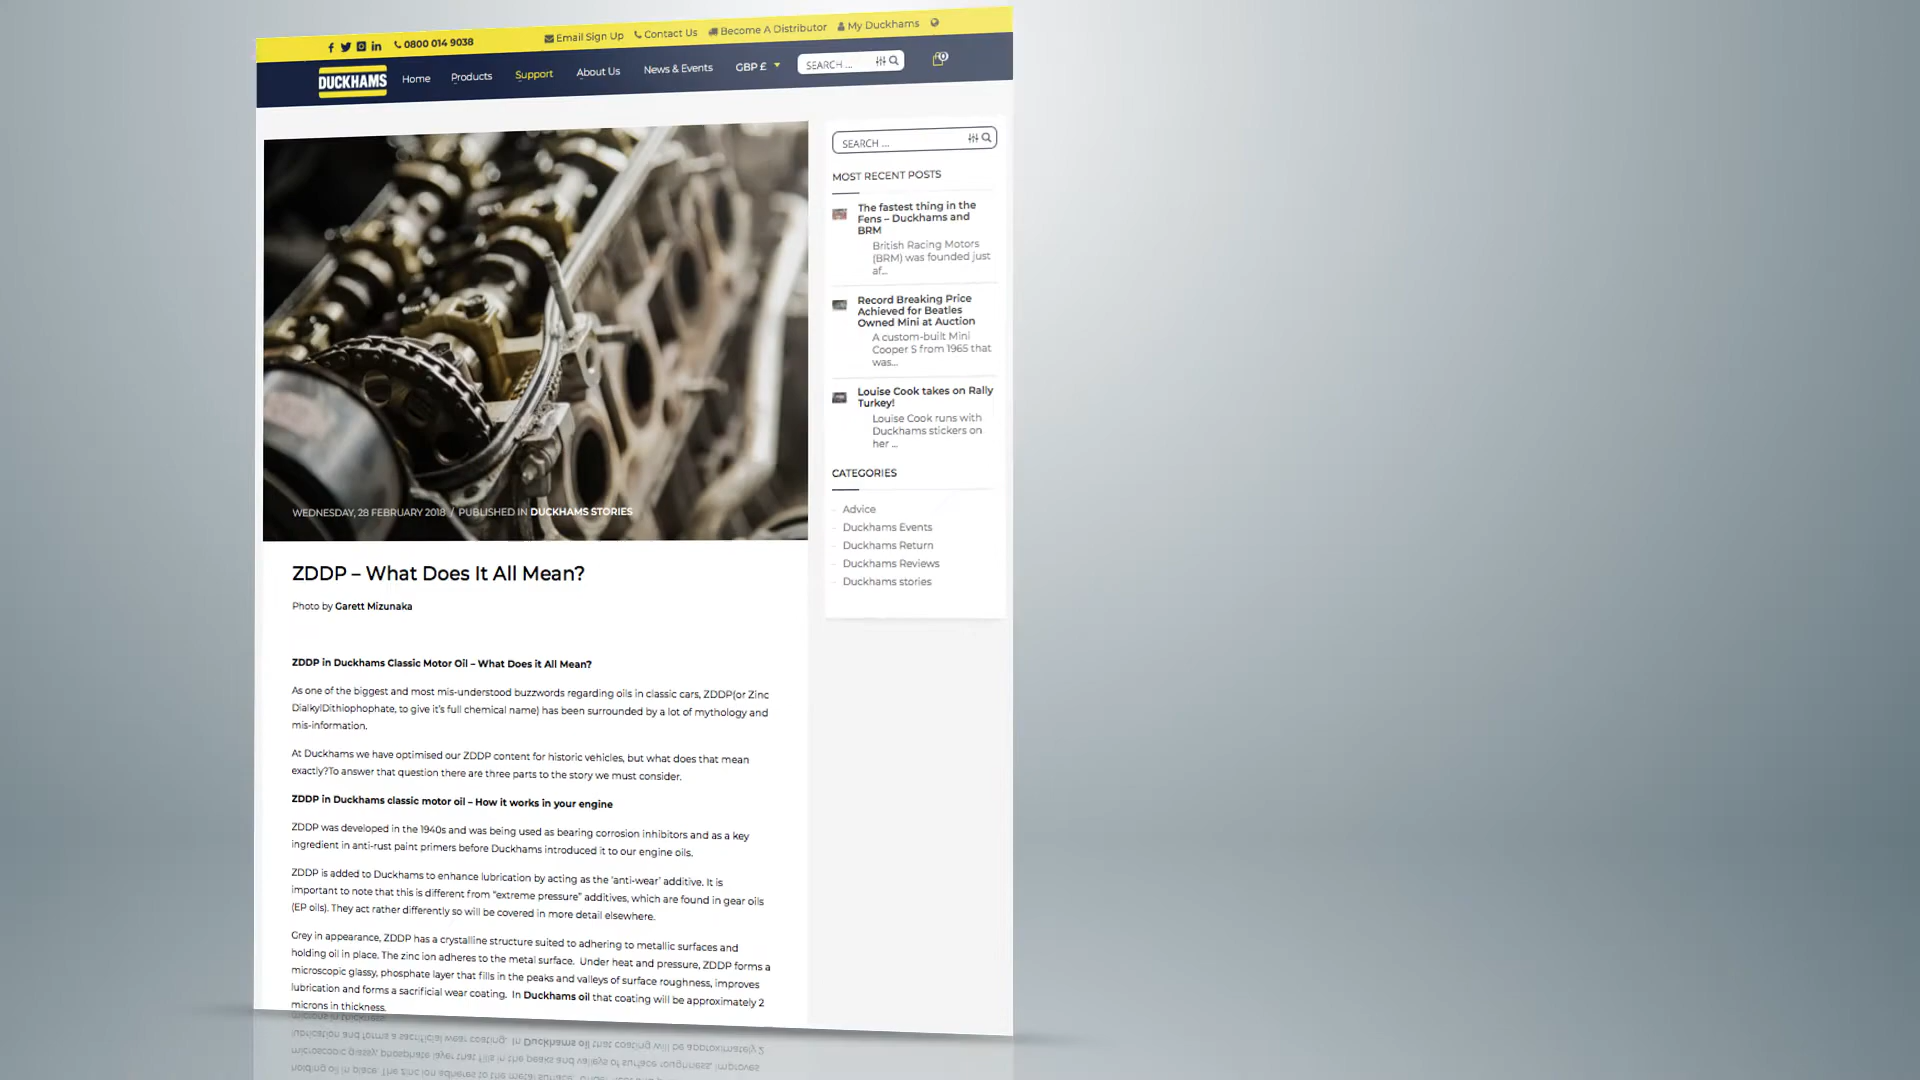 0800 014 9038
Email Sign Up
Contact Us
Become A Distributor
My Duckhams
DUCKHAMS
Home
Products
Support
About Us
News & Events
GBP £
SEARCH ...
0
WEDNESDAY, 28 FEBRUARY 2018 / PUBLISHED IN DUCKHAMS STORIES
ZDDP – What Does It All Mean?
Photo by Garett Mizunaka
ZDDP in Duckhams Classic Motor Oil – What Does it All Mean?
As one of the biggest and most mis-understood buzzwords regarding oils in classic cars, ZDDP(or Zinc
DialkylDithiophophate, to give it's full chemical name) has been surrounded by a lot of mythology and
mis-information.
At Duckhams we have optimised our ZDDP content for historic vehicles, but what does that mean
exactly?To answer that question there are three parts to the story we must consider.
ZDDP in Duckhams classic motor oil – How it works in your engine
ZDDP was developed in the 1940s and was being used as bearing corrosion inhibitors and as a key
ingredient in anti-rust paint primers before Duckhams introduced it to our engine oils.
ZDDP is added to Duckhams to enhance lubrication by acting as the 'anti-wear' additive. It is
important to note that this is different from "extreme pressure" additives, which are found in gear oils
(EP oils). They act rather differently so will be covered in more detail elsewhere.
Grey in appearance, ZDDP has a crystalline structure suited to adhering to metallic surfaces and
holding oil in place. The zinc ion adheres to the metal surface. Under heat and pressure, ZDDP forms a
microscopic glassy, phosphate layer that fills in the peaks and valleys of surface roughness, improves
lubrication and forms a sacrificial wear coating. In Duckhams oil that coating will be approximately 2
microns in thickness.
SEARCH ...
MOST RECENT POSTS
The fastest thing in the
Fens – Duckhams and
BRM
British Racing Motors
(BRM) was founded just
af...
Record Breaking Price
Achieved for Beatles
Owned Mini at Auction
A custom-built Mini
Cooper S from 1965 that
was...
Louise Cook takes on Rally
Turkey!
Louise Cook runs with
Duckhams stickers on
her ...
CATEGORIES
Advice
Duckhams Events
Duckhams Return
Duckhams Reviews
Duckhams stories